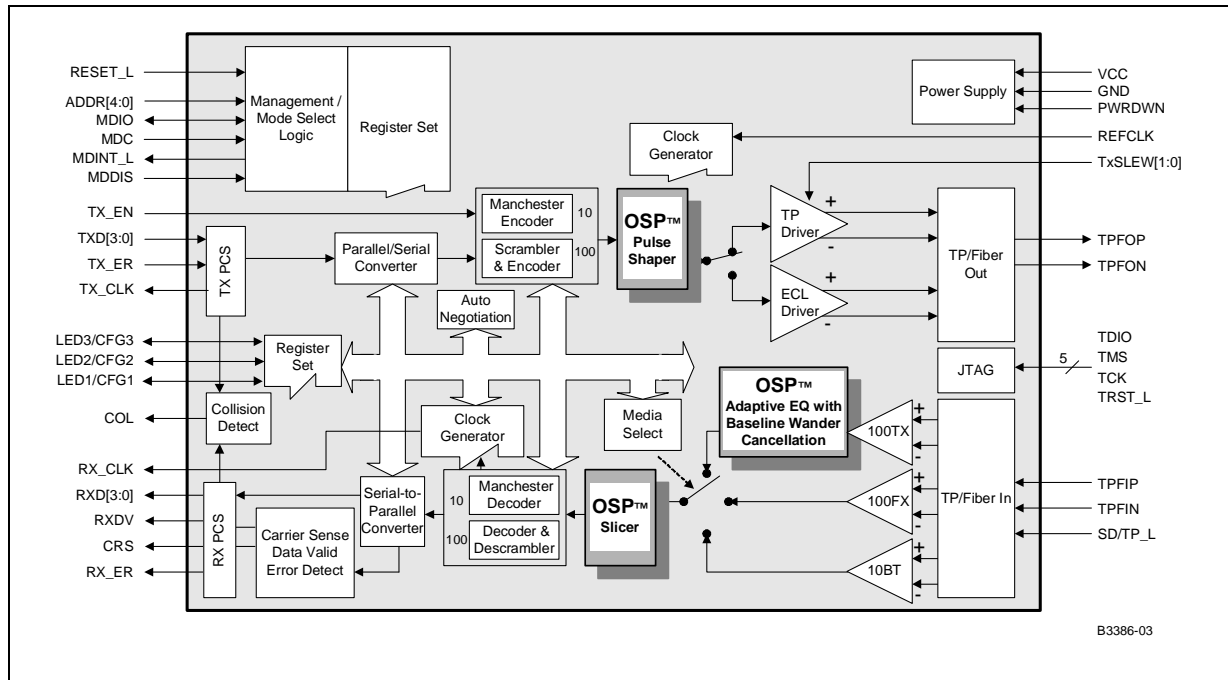 RESET_L
ADDR[4:0]
MDIO
MDC
MDINT_L
MDDIS
TX_EN
TXD[3:0]
TX_ER
TX_CLK
LED3/CFG3
LED2/CFG2
LED1/CFG1
COL
RX_CLK
RXD[3:0]
RXDV
CRS
RX_ER
Management /
Mode Select
Logic
Register Set
Power Supply
VCC
GND
PWRDWN
REFCLK
TxSLEW[1:0]
Clock
Generator
Manchester
Encoder
10
Scrambler
& Encoder
100
OSP™
Pulse
Shaper
TP
Driver
+
-
ECL
Driver
+
-
TP/Fiber
Out
TPFOP
TPFON
TX PCS
Parallel/Serial
Converter
Auto
Negotiation
Register
Set
Collision
Detect
Clock
Generator
Media
Select
OSP™
Adaptive EQ with
Baseline Wander
Cancellation
JTAG
5
TDIO
TMS
TCK
TRST_L
100TX
+
-
100FX
+
-
10BT
+
-
TP/Fiber In
TPFIP
TPFIN
SD/TP_L
RX PCS
Carrier Sense
Data Valid
Error Detect
Serial-to-
Parallel
Converter
10
Manchester
Decoder
100
Decoder &
Descrambler
OSP™
Slicer
B3386-03